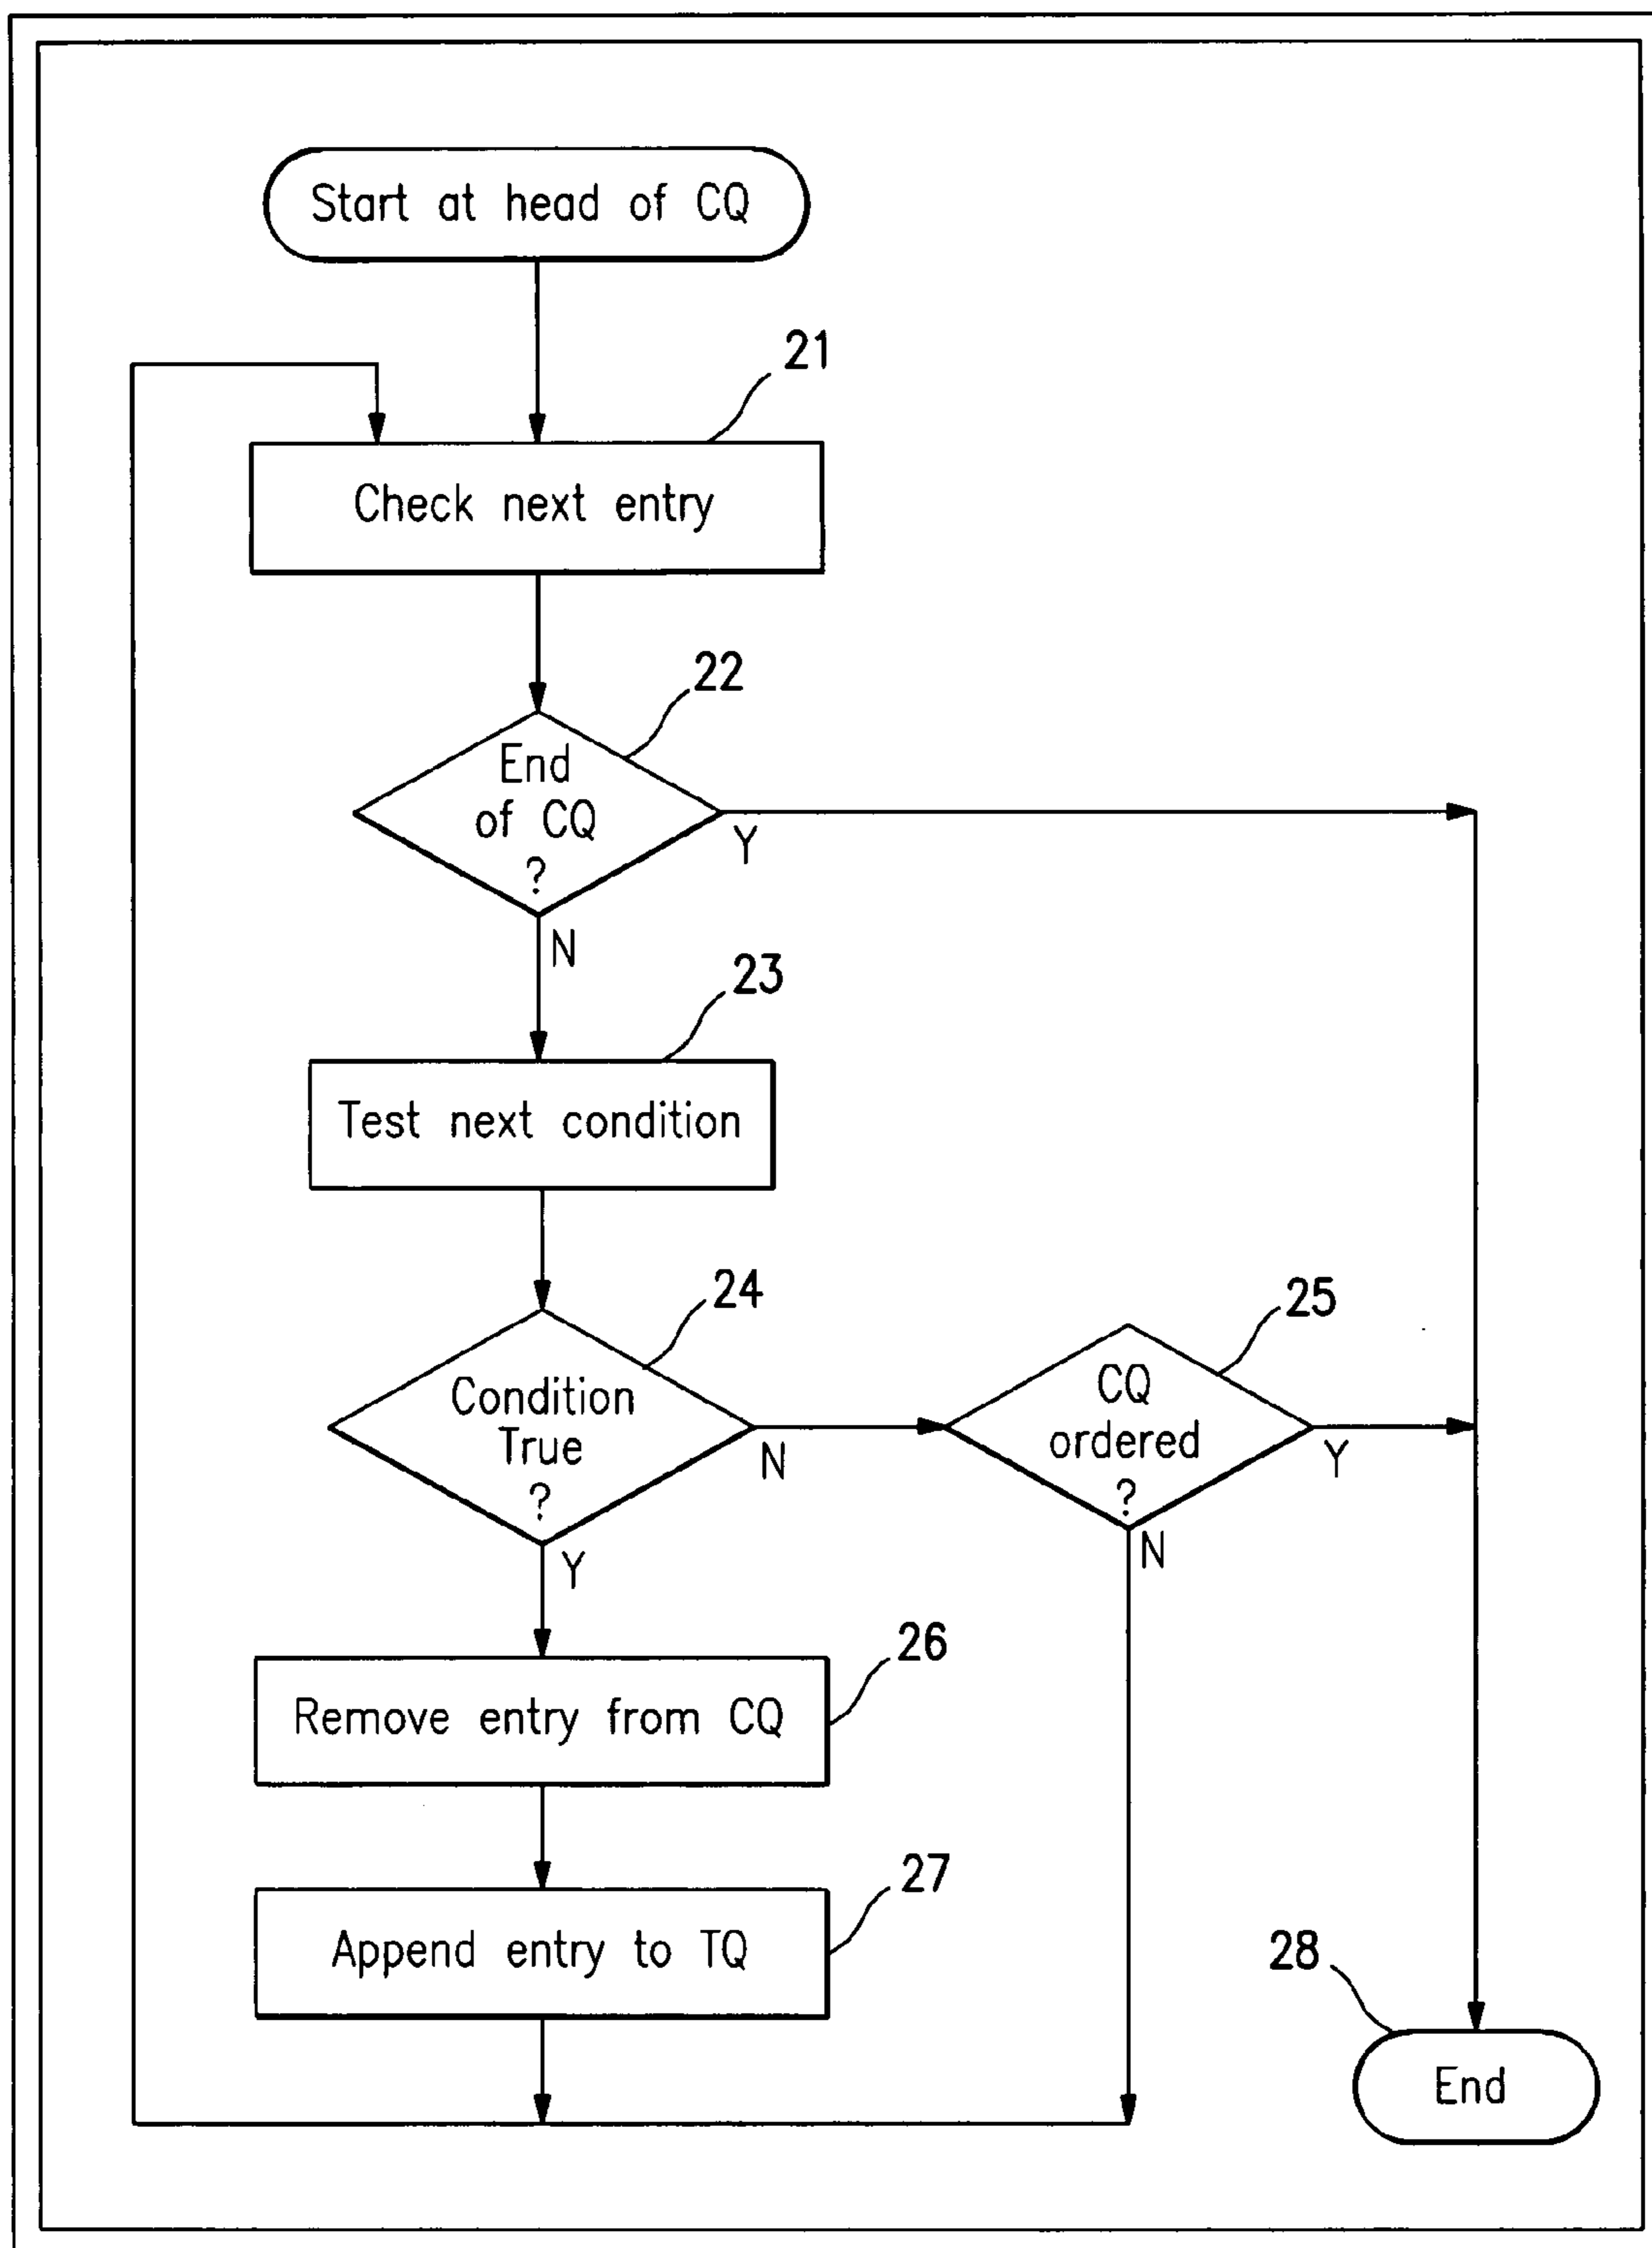 Start at head of CQ
21
Check next entry
22
End
of CQ
?
Y
N
23
Test next condition
24
Condition
True
?
N
Y
25
CQ
ordered
?
Y
N
26
Remove entry from CQ
27
Append entry to TQ
28
End